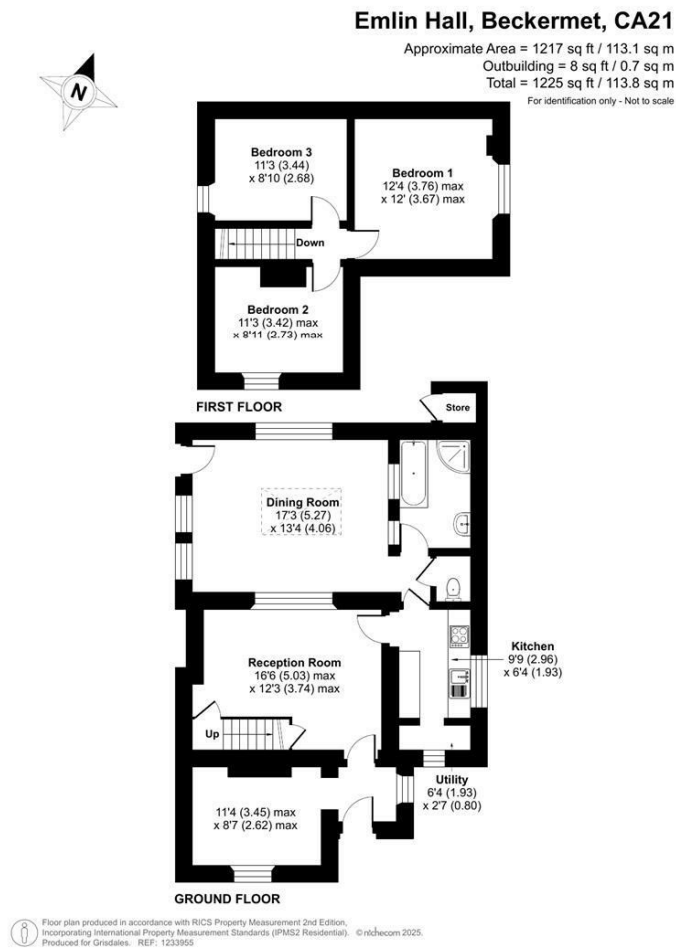 Emlin Hall, Beckermet, CA21
Approximate Area = 1217 sq ft / 113.1 sq m
Outbuilding = 8 sq ft / 0.7 sq m
Total = 1225 sq ft / 113.8 sq m
For identification only - Not to scale
N
Bedroom 3
11'3 (3.44)
x 8'10 (2.68)
Bedroom 1
12'4 (3.76) max
x 12' (3.67) max
Down
Bedroom 2
11'3 (3.42) max
x 8'11 (2.73) max
FIRST FLOOR
Store
Dining Room
17'3 (5.27)
x 13'4 (4.06)
Kitchen
9'9 (2.96)
x 6'4 (1.93)
Reception Room
16'6 (5.03) max
x 12'3 (3.74) max
Up
Utility
6'4 (1.93)
x 2'7 (0.80)
11'4 (3.45) max
x 8'7 (2.62) max
GROUND FLOOR
Floor plan produced in accordance with RICS Property Measurement 2nd Edition,
Incorporating International Property Measurement Standards (IPMS2 Residential). © nichecom 2025.
Produced for Grisdales. REF: 1233955